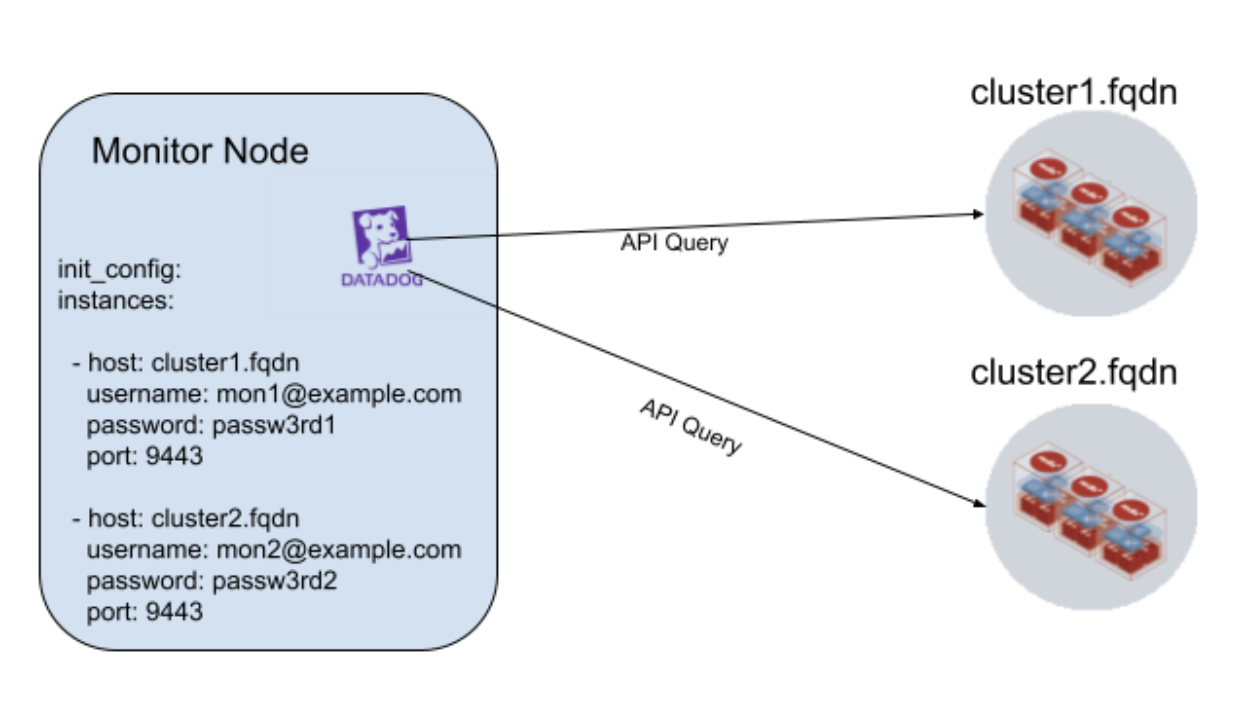 cluster1.fqdn
Monitor Node
DATADOG
API Query
init_config:
instances:
- host: cluster1.fqdn
username: mon1@example.com
password: passw3rd1
port: 9443
cluster2.fqdn
API Query
- host: cluster2.fqdn
username: mon2@example.com
password: passw3rd2
port: 9443